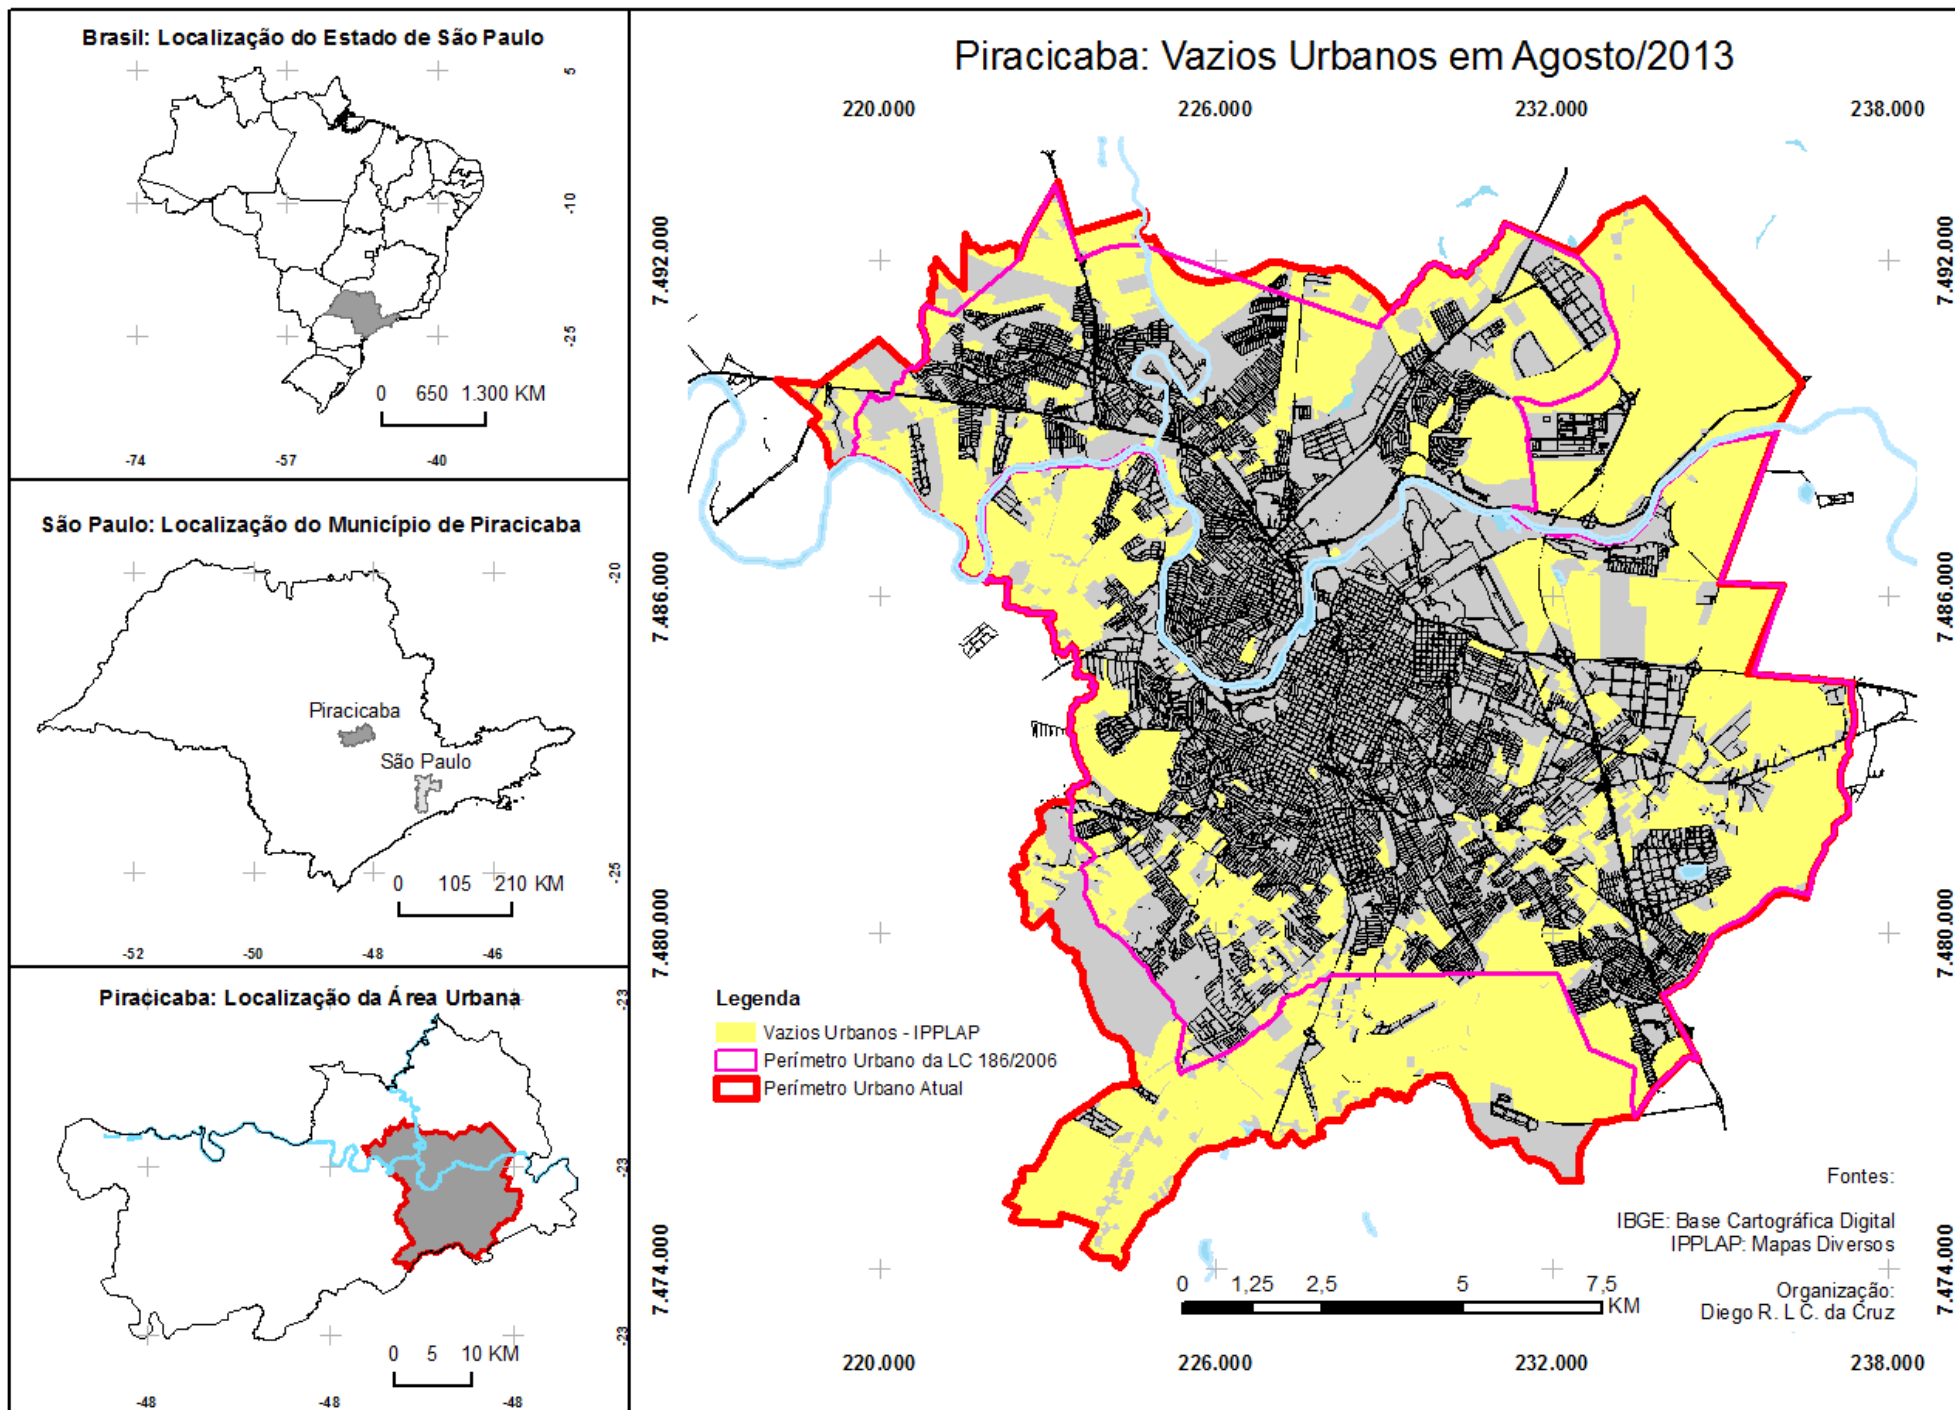 Brasil: Localização do Estado de São Paulo
5
-10
-25
0 650 1.300 KM
-74 -57 -40
São Paulo: Localização do Município de Piracicaba
-20
Piracicaba
São Paulo
-25
0 105 210 KM
-52 -50 -48 -46
Piracicaba: Localização da Área Urbana
-23
-23
-23
0 5 10 KM
-48 -48 -48
Piracicaba: Vazios Urbanos em Agosto/2013
220.000 226.000 232.000 238.000
7.492.000 7.492.000
7.486.000 7.486.000
7.480.000 7.480.000
7.474.000 7.474.000
Legenda
Vazios Urbanos - IPPLAP
Perímetro Urbano da LC 186/2006
Perímetro Urbano Atual
Fontes:
IBGE: Base Cartográfica Digital
IPPLAP: Mapas Diversos
Organização:
Diego R. L C. da Cruz
0 1,25 2,5 5 7,5
KM
220.000 226.000 232.000 238.000